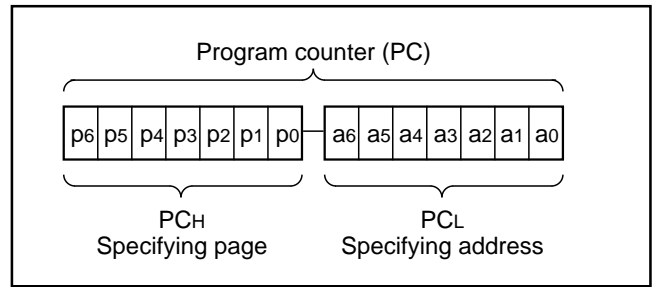 Program counter (PC)
p6 p5 p4 p3 p2 p1 p0 a6 a5 a4 a3 a2 a1 a0
PCH PCL
Specifying page Specifying address